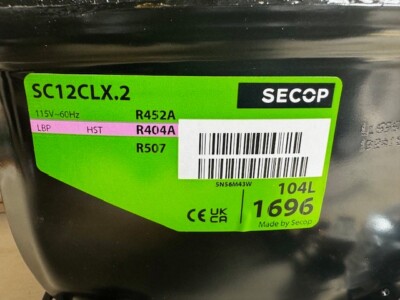 SC12CLX.2
SECOP
115V~60Hz
R452A
LBP HST R404A
R507
SN56M43W
104L
1696
CE UK CA
Made by Secop